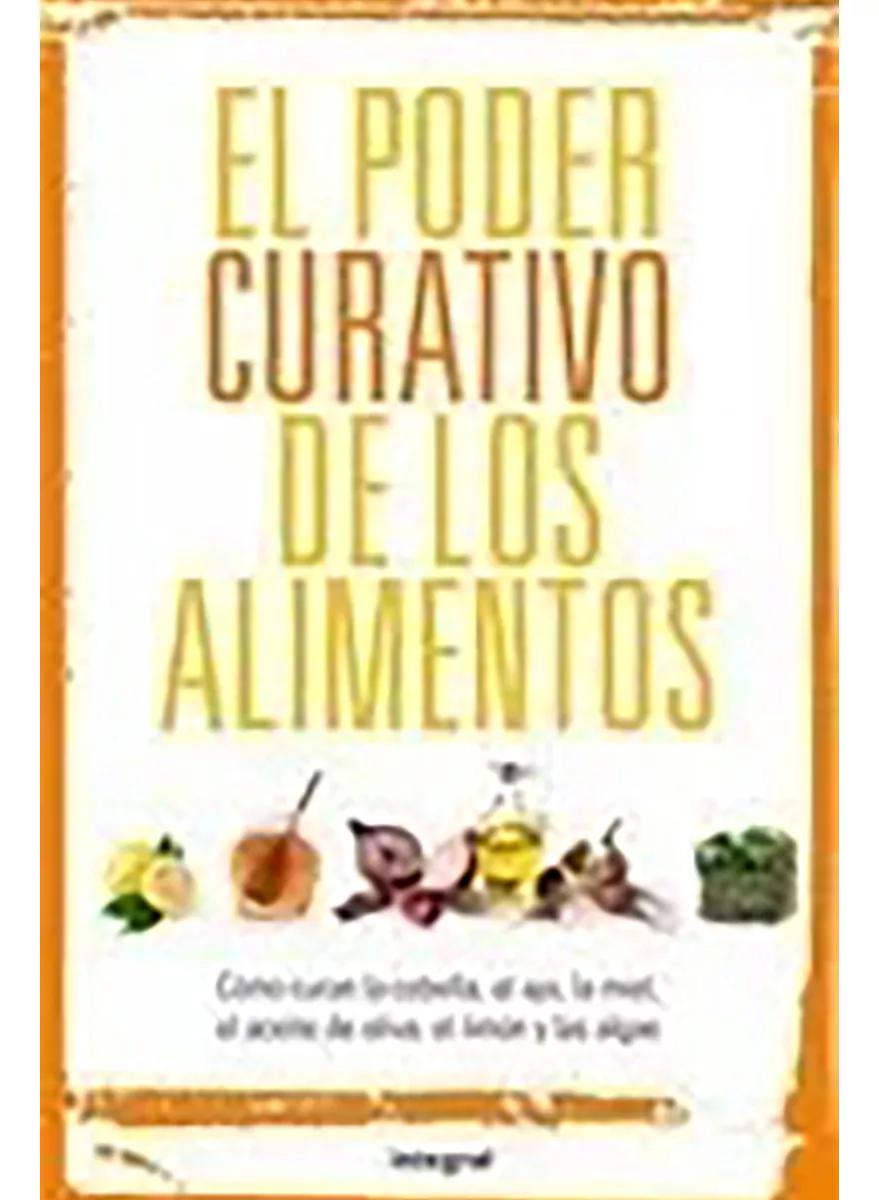 EL PODER
CURATIVO
DE LOS
ALIMENTOS
Cómo curan la cebolla, el ajo, la miel,
el aceite de oliva, el limón y las algas
integral